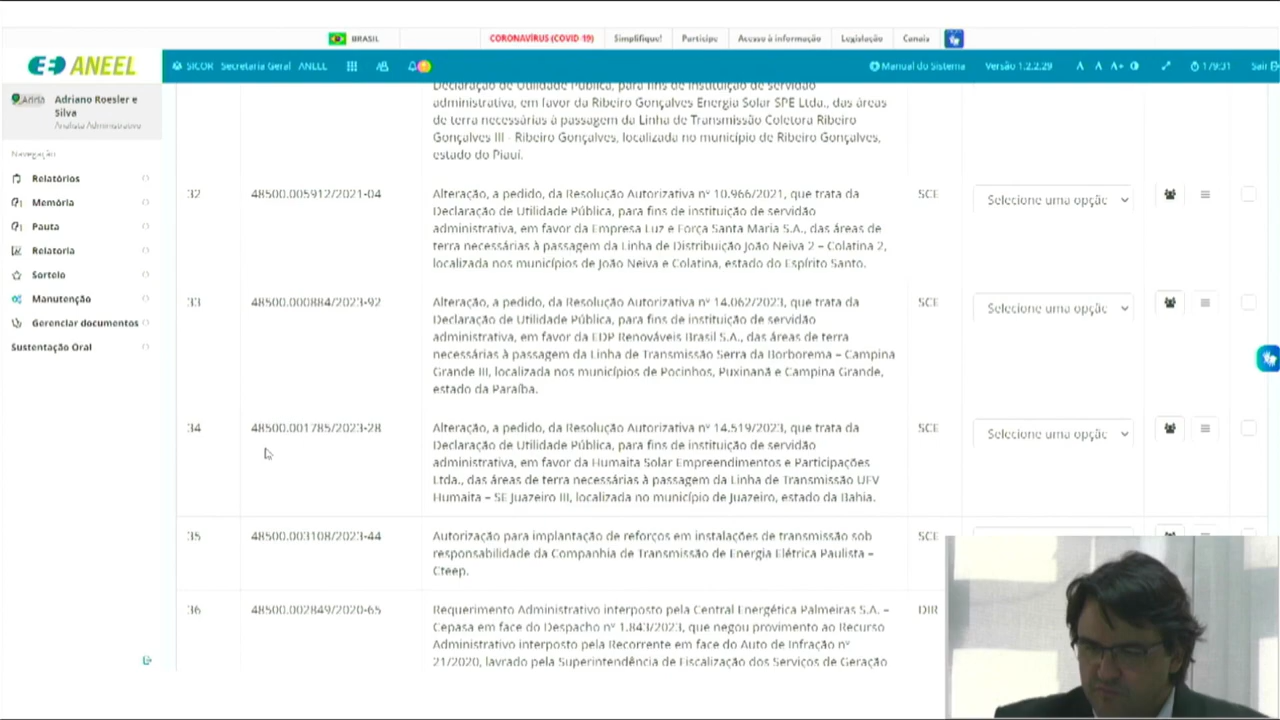 BRASIL
CORONAVÍRUS (COVID-19)
Simplifique!
Participe
Acesso à informação
Legislação
Canais
ANEEL
SICOR Secretaria Geral ANEEL
Manual do Sistema
Versão 1.2.2.29
A A A+
Sair
Adriano Roesler e
Silva
Analista Administrativo
Navegação
Relatórios
Memória
Pauta
Relatoria
Sorteio
Manutenção
Gerenciar documentos
Sustentação Oral
Declaração de Utilidade Pública, para fins de instituição de servidão
administrativa, em favor da Ribeiro Gonçalves Energia Solar SPE Ltda., das áreas
de terra necessárias à passagem da Linha de Transmissão Coletora Ribeiro
Gonçalves III - Ribeiro Gonçalves, localizada no município de Ribeiro Gonçalves,
estado do Piauí.
32 48500.005912/2021-04 Alteração, a pedido, da Resolução Autorizativa nº 10.966/2021, que trata da SCE Selecione uma opçãc
Declaração de Utilidade Pública, para fins de instituição de servidão
administrativa, em favor da Empresa Luz e Força Santa Maria S.A., das áreas de
terra necessárias à passagem da Linha de Distribuição João Neiva 2 – Colatina 2,
localizada nos municípios de João Neiva e Colatina, estado do Espírito Santo.
33 48500.000884/2023-92 Alteração, a pedido, da Resolução Autorizativa nº 14.062/2023, que trata da SCE Selecione uma opçãc
Declaração de Utilidade Pública, para fins de instituição de servidão
administrativa, em favor da EDP Renováveis Brasil S.A., das áreas de terra
necessárias à passagem da Linha de Transmissão Serra da Borborema – Campina
Grande III, localizada nos municípios de Pocinhos, Puxinanã e Campina Grande,
estado da Paraíba.
34 48500.001785/2023-28 Alteração, a pedido, da Resolução Autorizativa nº 14.519/2023, que trata da SCE Selecione uma opçãc
Declaração de Utilidade Pública, para fins de instituição de servidão
administrativa, em favor da Humaita Solar Empreendimentos e Participações
Ltda., das áreas de terra necessárias à passagem da Linha de Transmissão UFV
Humaita – SE Juazeiro III, localizada no município de Juazeiro, estado da Bahia.
35 48500.003108/2023-44 Autorização para implantação de reforços em instalações de transmissão sob SCE
responsabilidade da Companhia de Transmissão de Energia Elétrica Paulista –
Cteep.
36 48500.002849/2020-65 Requerimento Administrativo interposto pela Central Energética Palmeiras S.A. – DIR
Cepasa em face do Despacho nº 1.843/2023, que negou provimento ao Recurso
Administrativo interposto pela Recorrente em face do Auto de Infração nº
21/2020, lavrado pela Superintendência de Fiscalização dos Serviços de Geração